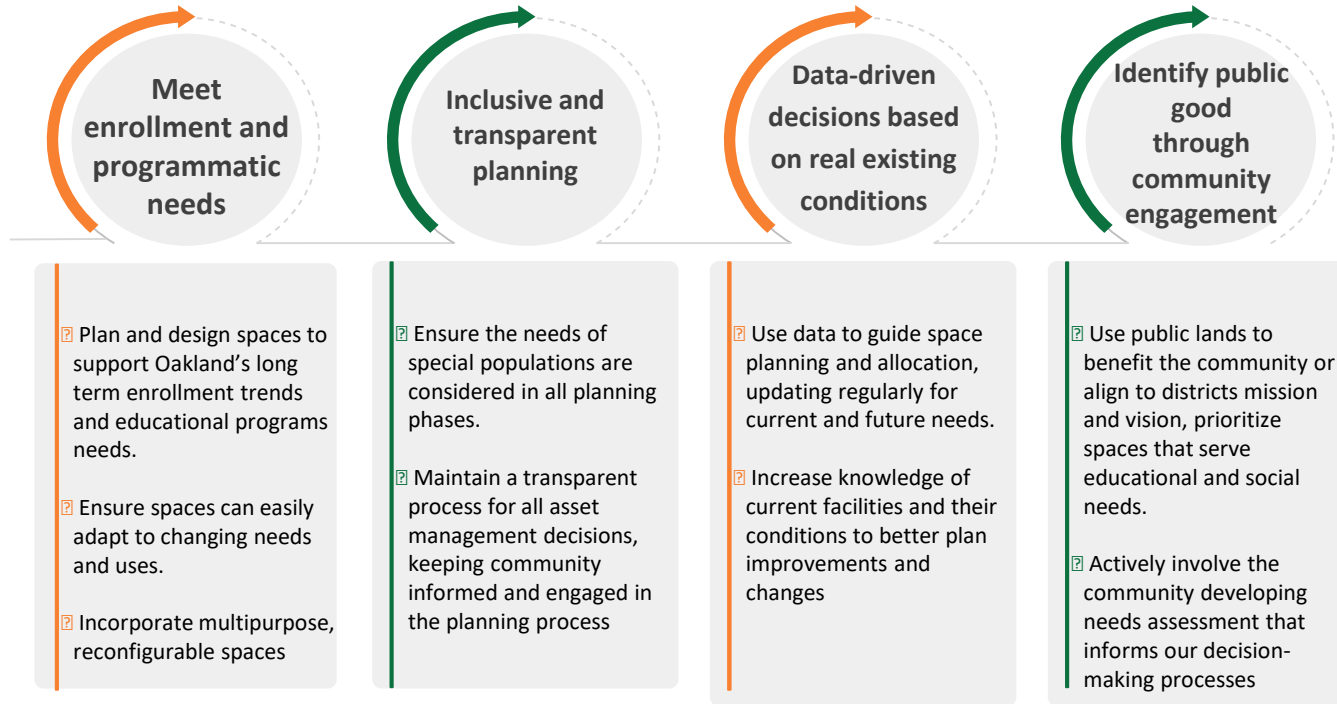 Meet
enrollment and
programmatic
needs
Inclusive and
transparent
planning
Data-driven
decisions based
on real existing
conditions
Identify public
good
through
community
engagement
Plan and design spaces to
support Oakland’s long
term enrollment trends
and educational programs
needs.
Ensure spaces can easily
adapt to changing needs
and uses.
Incorporate multipurpose,
reconfigurable spaces
Ensure the needs of
special populations are
considered in all planning
phases.
Maintain a transparent
process for all asset
management decisions,
keeping community
informed and engaged in
the planning process
Use data to guide space
planning and allocation,
updating regularly for
current and future needs.
Increase knowledge of
current facilities and their
conditions to better plan
improvements and
changes
Use public lands to
benefit the community or
align to districts mission
and vision, prioritize
spaces that serve
educational and social
needs.
Actively involve the
community developing
needs assessment that
informs our decision-
making processes